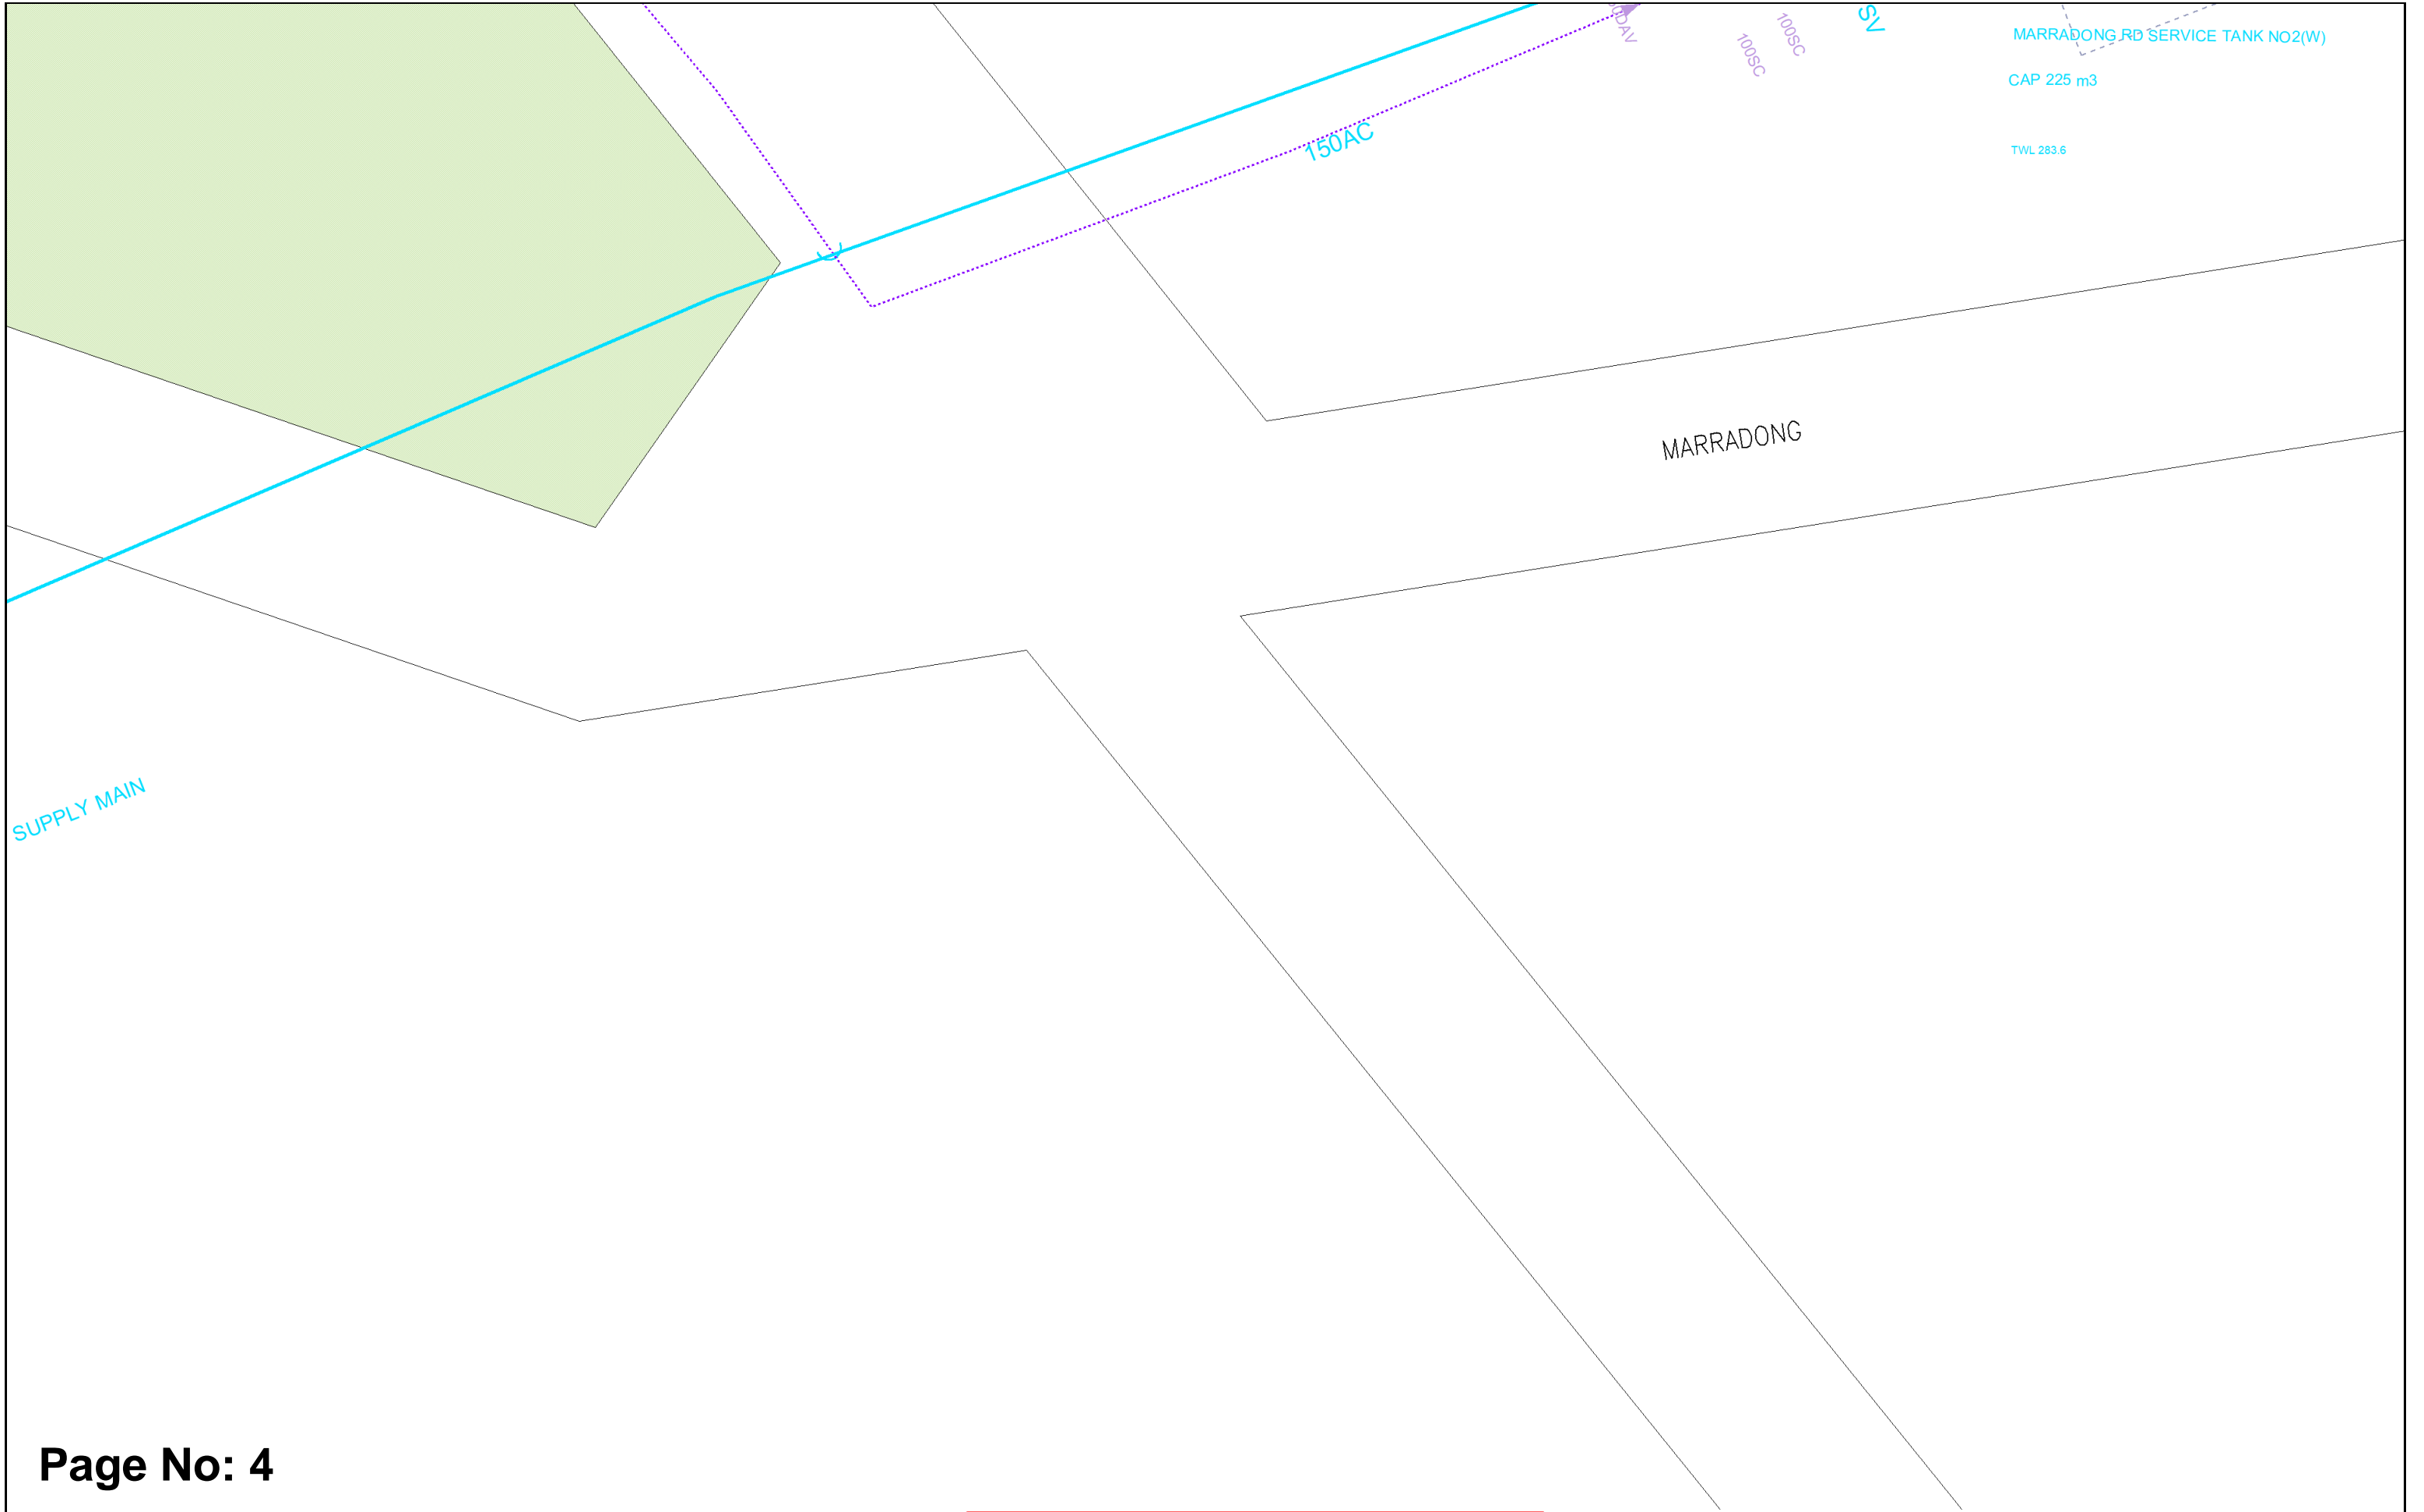 100SC
100SC
SV
MARRADONG RD SERVICE TANK NO2(W)
CAP 225 m3
TWL 283.6
150AC
MARRADONG
SUPPLY MAIN
Page No: 4